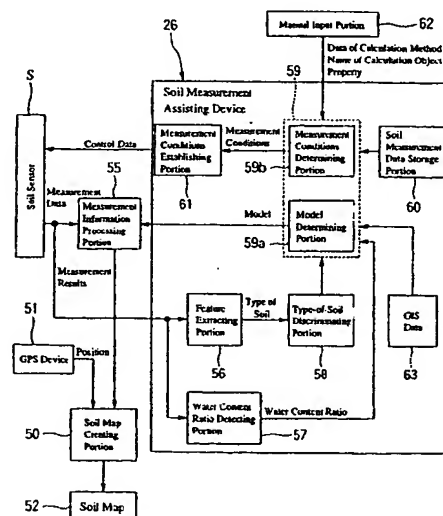 Manual Input Portion
62
26
Data of Calculation Method
Name of Calculation Object
Property
S
Soil Measurement
Assisting Device
59
Control Data
Measurement
Conditions
Measurement
Conditions
Establishing
Portion
61
Measurement
Conditions
Determining
Portion
59b
Soil
Measurement
Data Storage
Portion
60
Soil Sensor
55
Measurement
Data
Measurement
Information
Processing
Portion
Model
Model
Determining
Portion
59a
Measurement
Results
51
GPS Device
Position
Feature
Extracting
Portion
56
Type of
Soil
Type-of-Soil
Discriminating
Portion
58
GIS
Data
63
50
Soil Map
Creating
Portion
Water Content
Ratio Detecting
Portion
57
Water Content
Ratio
52
Soil Map